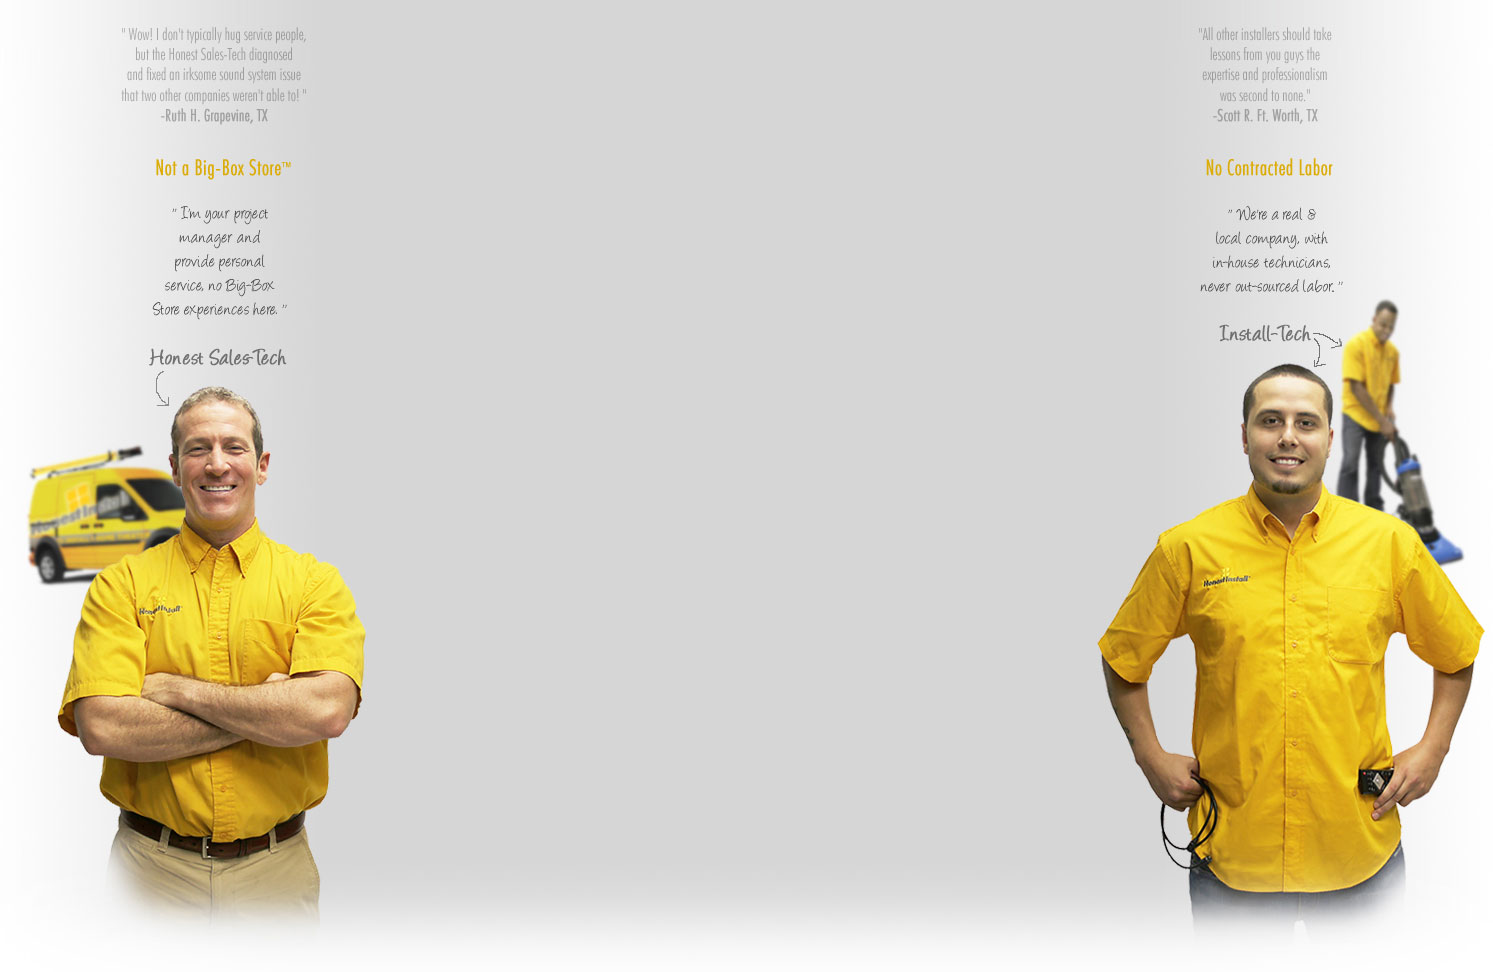 " Wow! I don't typically hug service people,
but the Honest Sales-Tech diagnosed
and fixed an irksome sound system issue
that two other companies weren't able to! "
-Ruth H. Grapevine, TX
Not a Big-Box Store™
" I'm your project
manager and
provide personal
service, no Big-Box
Store experiences here. "
Honest Sales-Tech
HonestInstall
HonestInstall
"All other installers should take
lessons from you guys the
expertise and professionalism
was second to none."
-Scott R. Ft. Worth, TX
No Contracted Labor
" We're a real &
local company, with
in-house technicians,
never out-sourced labor. "
Install-Tech
HonestInstall